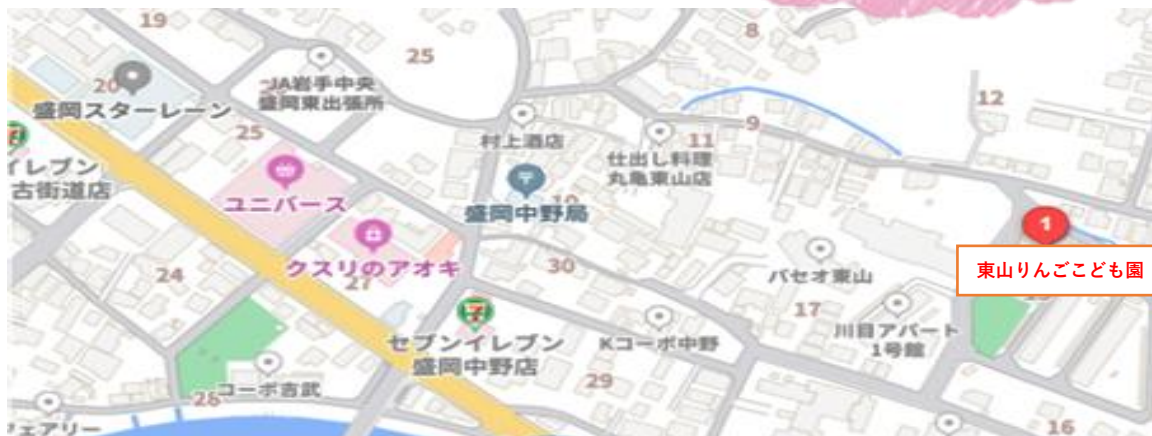 19
8
25
JA岩手中央
盛岡東出張所
20
盛岡スターレーン
12
25
村上酒店
11
9
仕出し料理
丸亀東山店
イレブン
古街道店
ユニバース
盛岡中野局
10
1
クスリのアオキ
27
24
30
パセオ東山
東山りんごこども園
17
セブンイレブン
盛岡中野店
Kコーポ中野
川目アパート
1号館
29
コーポ吉武
28
フェアリー
16